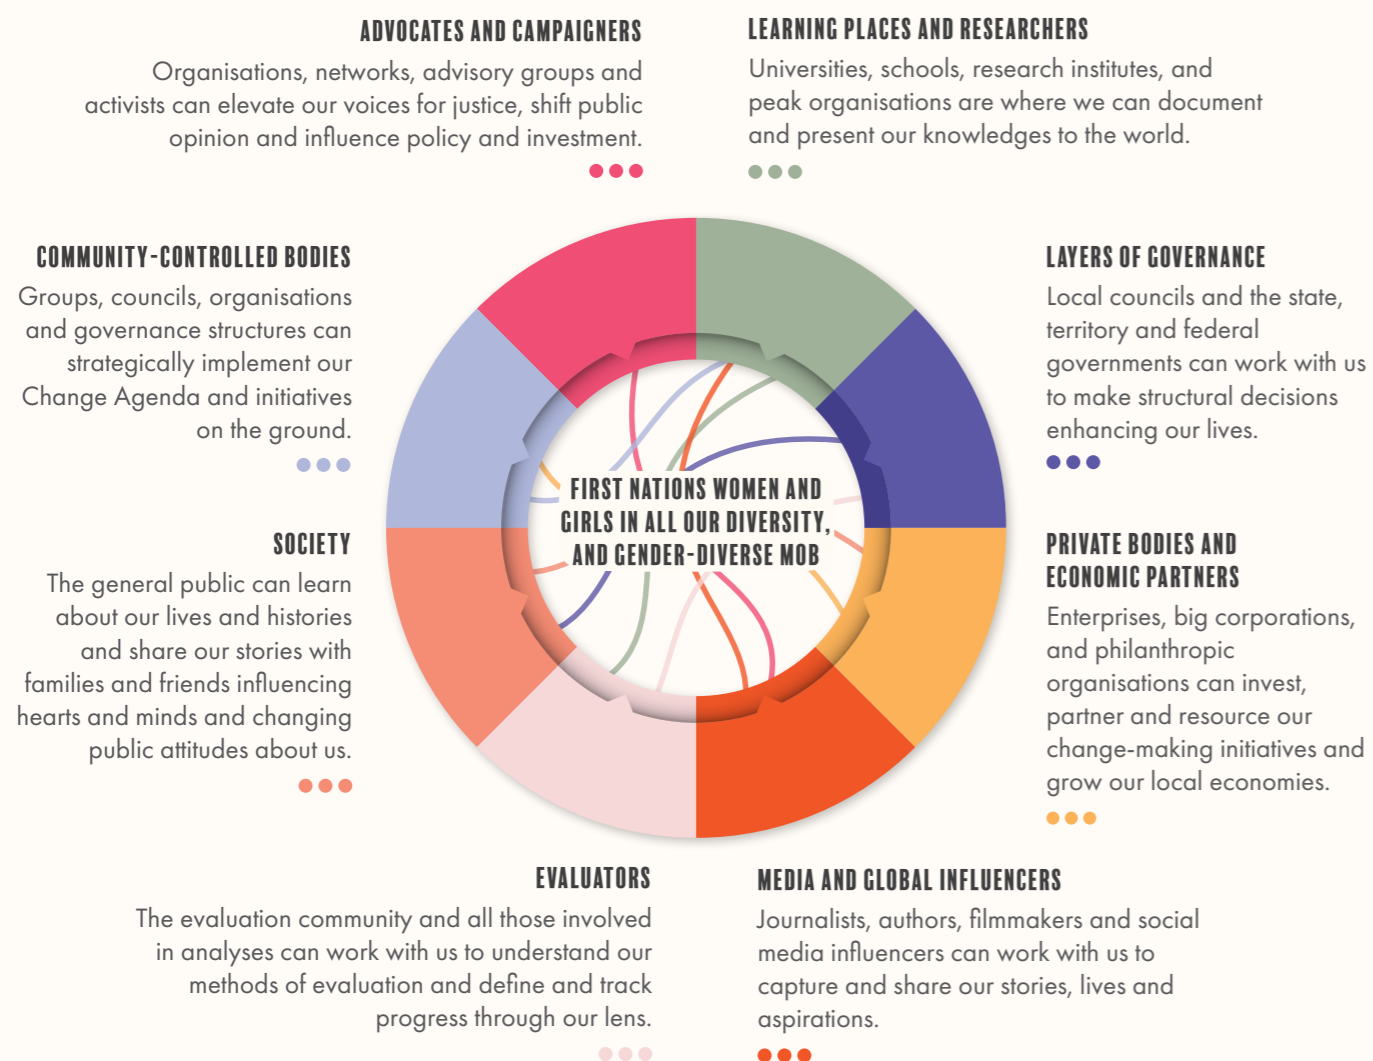 ADVOCATES AND CAMPAIGNERS
Organisations, networks, advisory groups and
activists can elevate our voices for justice, shift public
opinion and influence policy and investment.
LEARNING PLACES AND RESEARCHERS
Universities, schools, research institutes, and
peak organisations are where we can document
and present our knowledges to the world.
COMMUNITY-CONTROLLED BODIES
Groups, councils, organisations
and governance structures can
strategically implement our
Change Agenda and initiatives
on the ground.
LAYERS OF GOVERNANCE
Local councils and the state,
territory and federal
governments can work with us
to make structural decisions
enhancing our lives.
FIRST NATIONS WOMEN AND
GIRLS IN ALL OUR DIVERSITY,
AND GENDER-DIVERSE MOB
SOCIETY
The general public can learn
about our lives and histories
and share our stories with
families and friends influencing
hearts and minds and changing
public attitudes about us.
PRIVATE BODIES AND
ECONOMIC PARTNERS
Enterprises, big corporations,
and philanthropic
organisations can invest,
partner and resource our
change-making initiatives and
grow our local economies.
EVALUATORS
The evaluation community and all those involved
in analyses can work with us to understand our
methods of evaluation and define and track
progress through our lens.
MEDIA AND GLOBAL INFLUENCERS
Journalists, authors, filmmakers and social
media influencers can work with us to
capture and share our stories, lives and
aspirations.